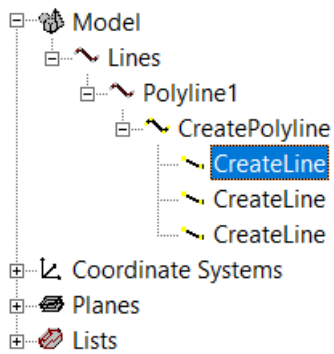 Model
Lines
Polyline1
CreatePolyline
CreateLine
CreateLine
CreateLine
Coordinate Systems
Planes
Lists